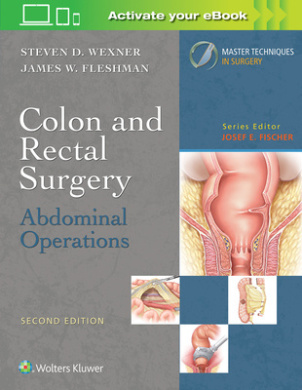 Activate your eBook
STEVEN D. WEXNER
JAMES W. FLESHMAN
MASTER TECHNIQUES
IN SURGERY
Colon and
Rectal
Surgery
Abdominal
Operations
Series Editor
JOSEF E. FISCHER
SECOND EDITION
Wolters Kluwer